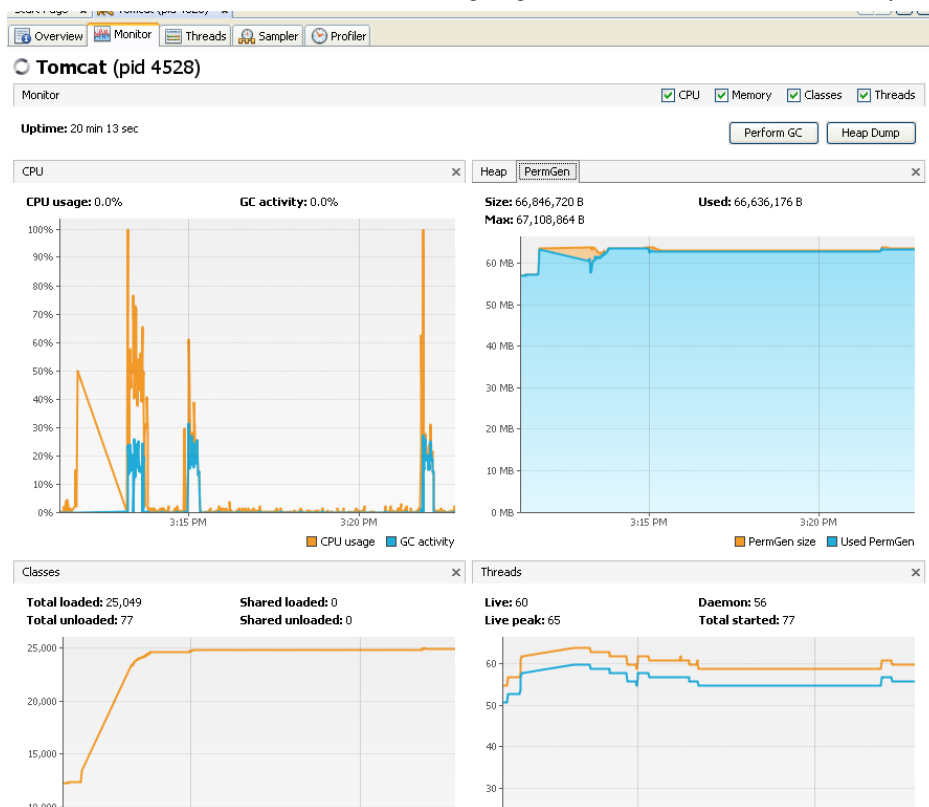 Overview Monitor Threads Sampler Profiler
Tomcat (pid 4528)
Monitor CPU Memory Classes Threads
Uptime: 20 min 13 sec
Perform GC Heap Dump
CPU
CPU usage: 0.0% GC activity: 0.0%
100%
90%
80%
70%
60%
50%
40%
30%
20%
10%
0%
3:15 PM 3:20 PM
CPU usage GC activity
Heap PermGen
Size: 66,846,720 B Used: 66,636,176 B
Max: 67,108,864 B
60 MB
50 MB
40 MB
30 MB
20 MB
10 MB
0 MB
3:15 PM 3:20 PM
PermGen size Used PermGen
Classes
Total loaded: 25,049 Shared loaded: 0
Total unloaded: 77 Shared unloaded: 0
25,000
20,000
15,000
10,000
Threads
Live: 60 Daemon: 56
Live peak: 65 Total started: 77
60
50
40
30